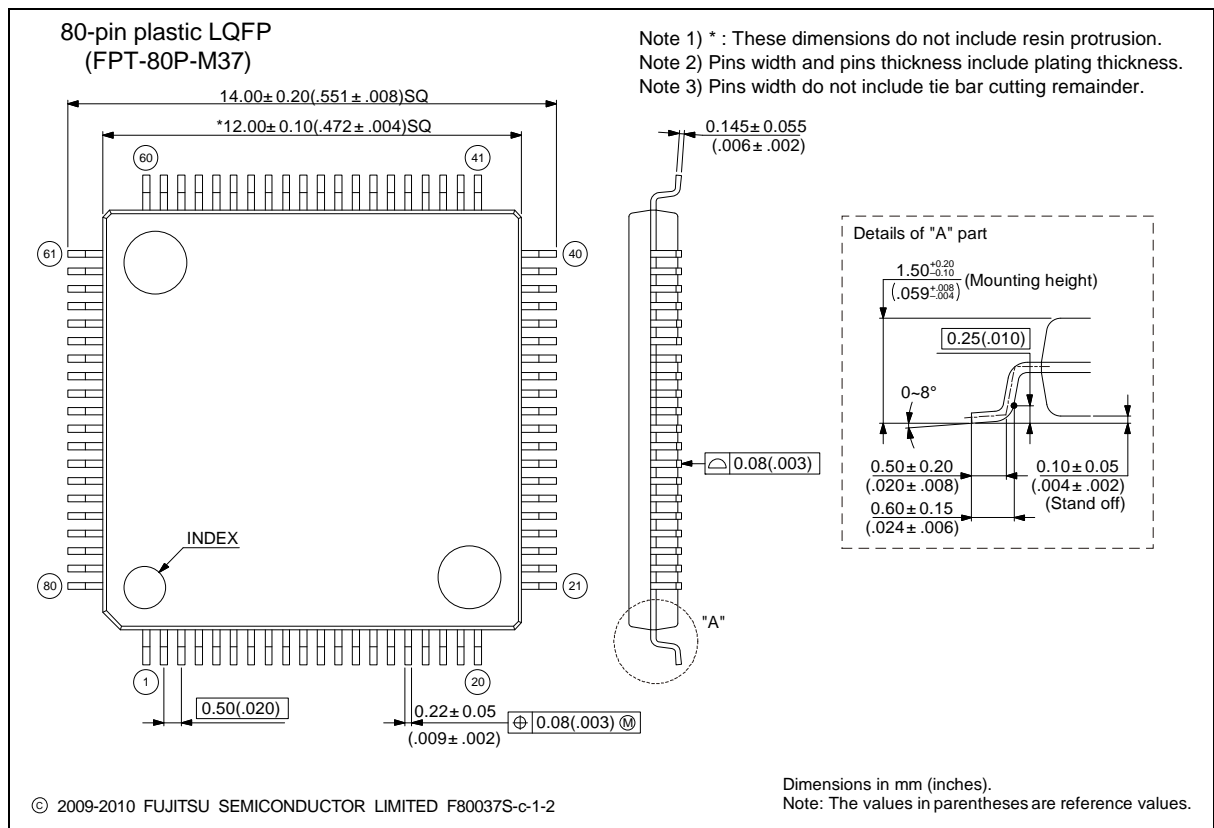 80-pin plastic LQFP
(FPT-80P-M37)
Note 1) * : These dimensions do not include resin protrusion.
Note 2) Pins width and pins thickness include plating thickness.
Note 3) Pins width do not include tie bar cutting remainder.
14.00±0.20(.551±.008)SQ
*12.00±0.10(.472±.004)SQ
0.145±0.055
(.006±.002)
60
41
61
40
INDEX
80
21
1
20
0.50(.020)
0.22±0.05
(.009±.002)
⌖ 0.08(.003) Ⓜ
⌓ 0.08(.003)
"A"
Details of "A" part
1.50 +0.20 −0.10
(.059 +.008 −.004)
(Mounting height)
0.25(.010)
0~8°
0.50±0.20
(.020±.008)
0.60±0.15
(.024±.006)
0.10±0.05
(.004±.002)
(Stand off)
© 2009-2010 FUJITSU SEMICONDUCTOR LIMITED F80037S-c-1-2
Dimensions in mm (inches).
Note: The values in parentheses are reference values.